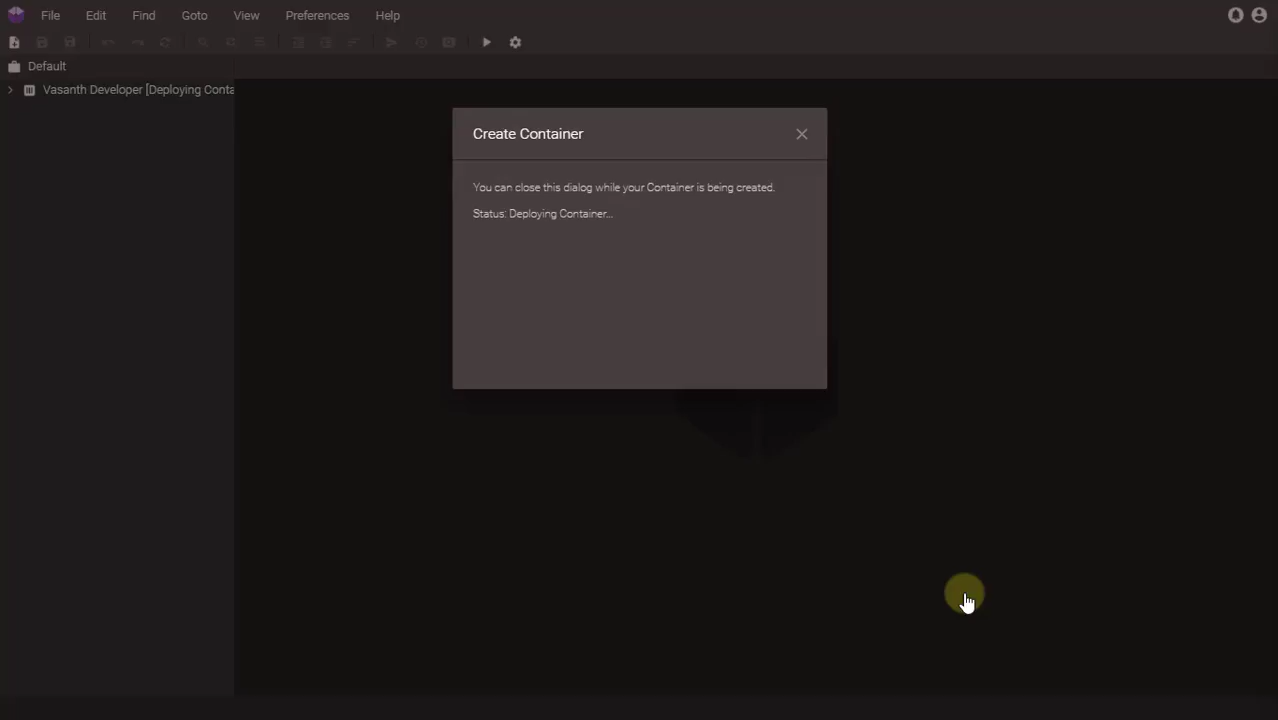 File Edit Find Goto View Preferences Help
Default
Vasanth Developer [Deploying Conta
Create Container
You can close this dialog while your Container is being created.
Status: Deploying Container...